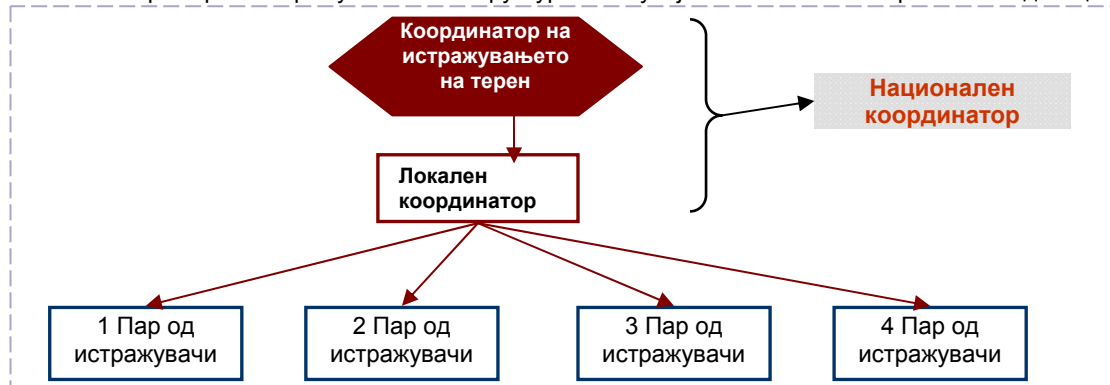 Координатор на
истражувањето
на терен
Национален
координатор
Локален
координатор
1 Пар од
истражувачи
2 Пар од
истражувачи
3 Пар од
истражувачи
4 Пар од
истражувачи